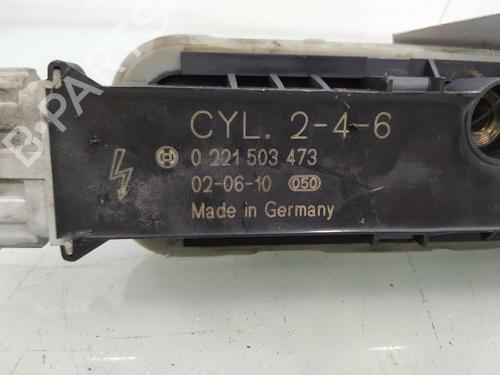 B-PARTS
CYL. 2-4-6
0 221 503 473
02-06-10 050
Made in Germany